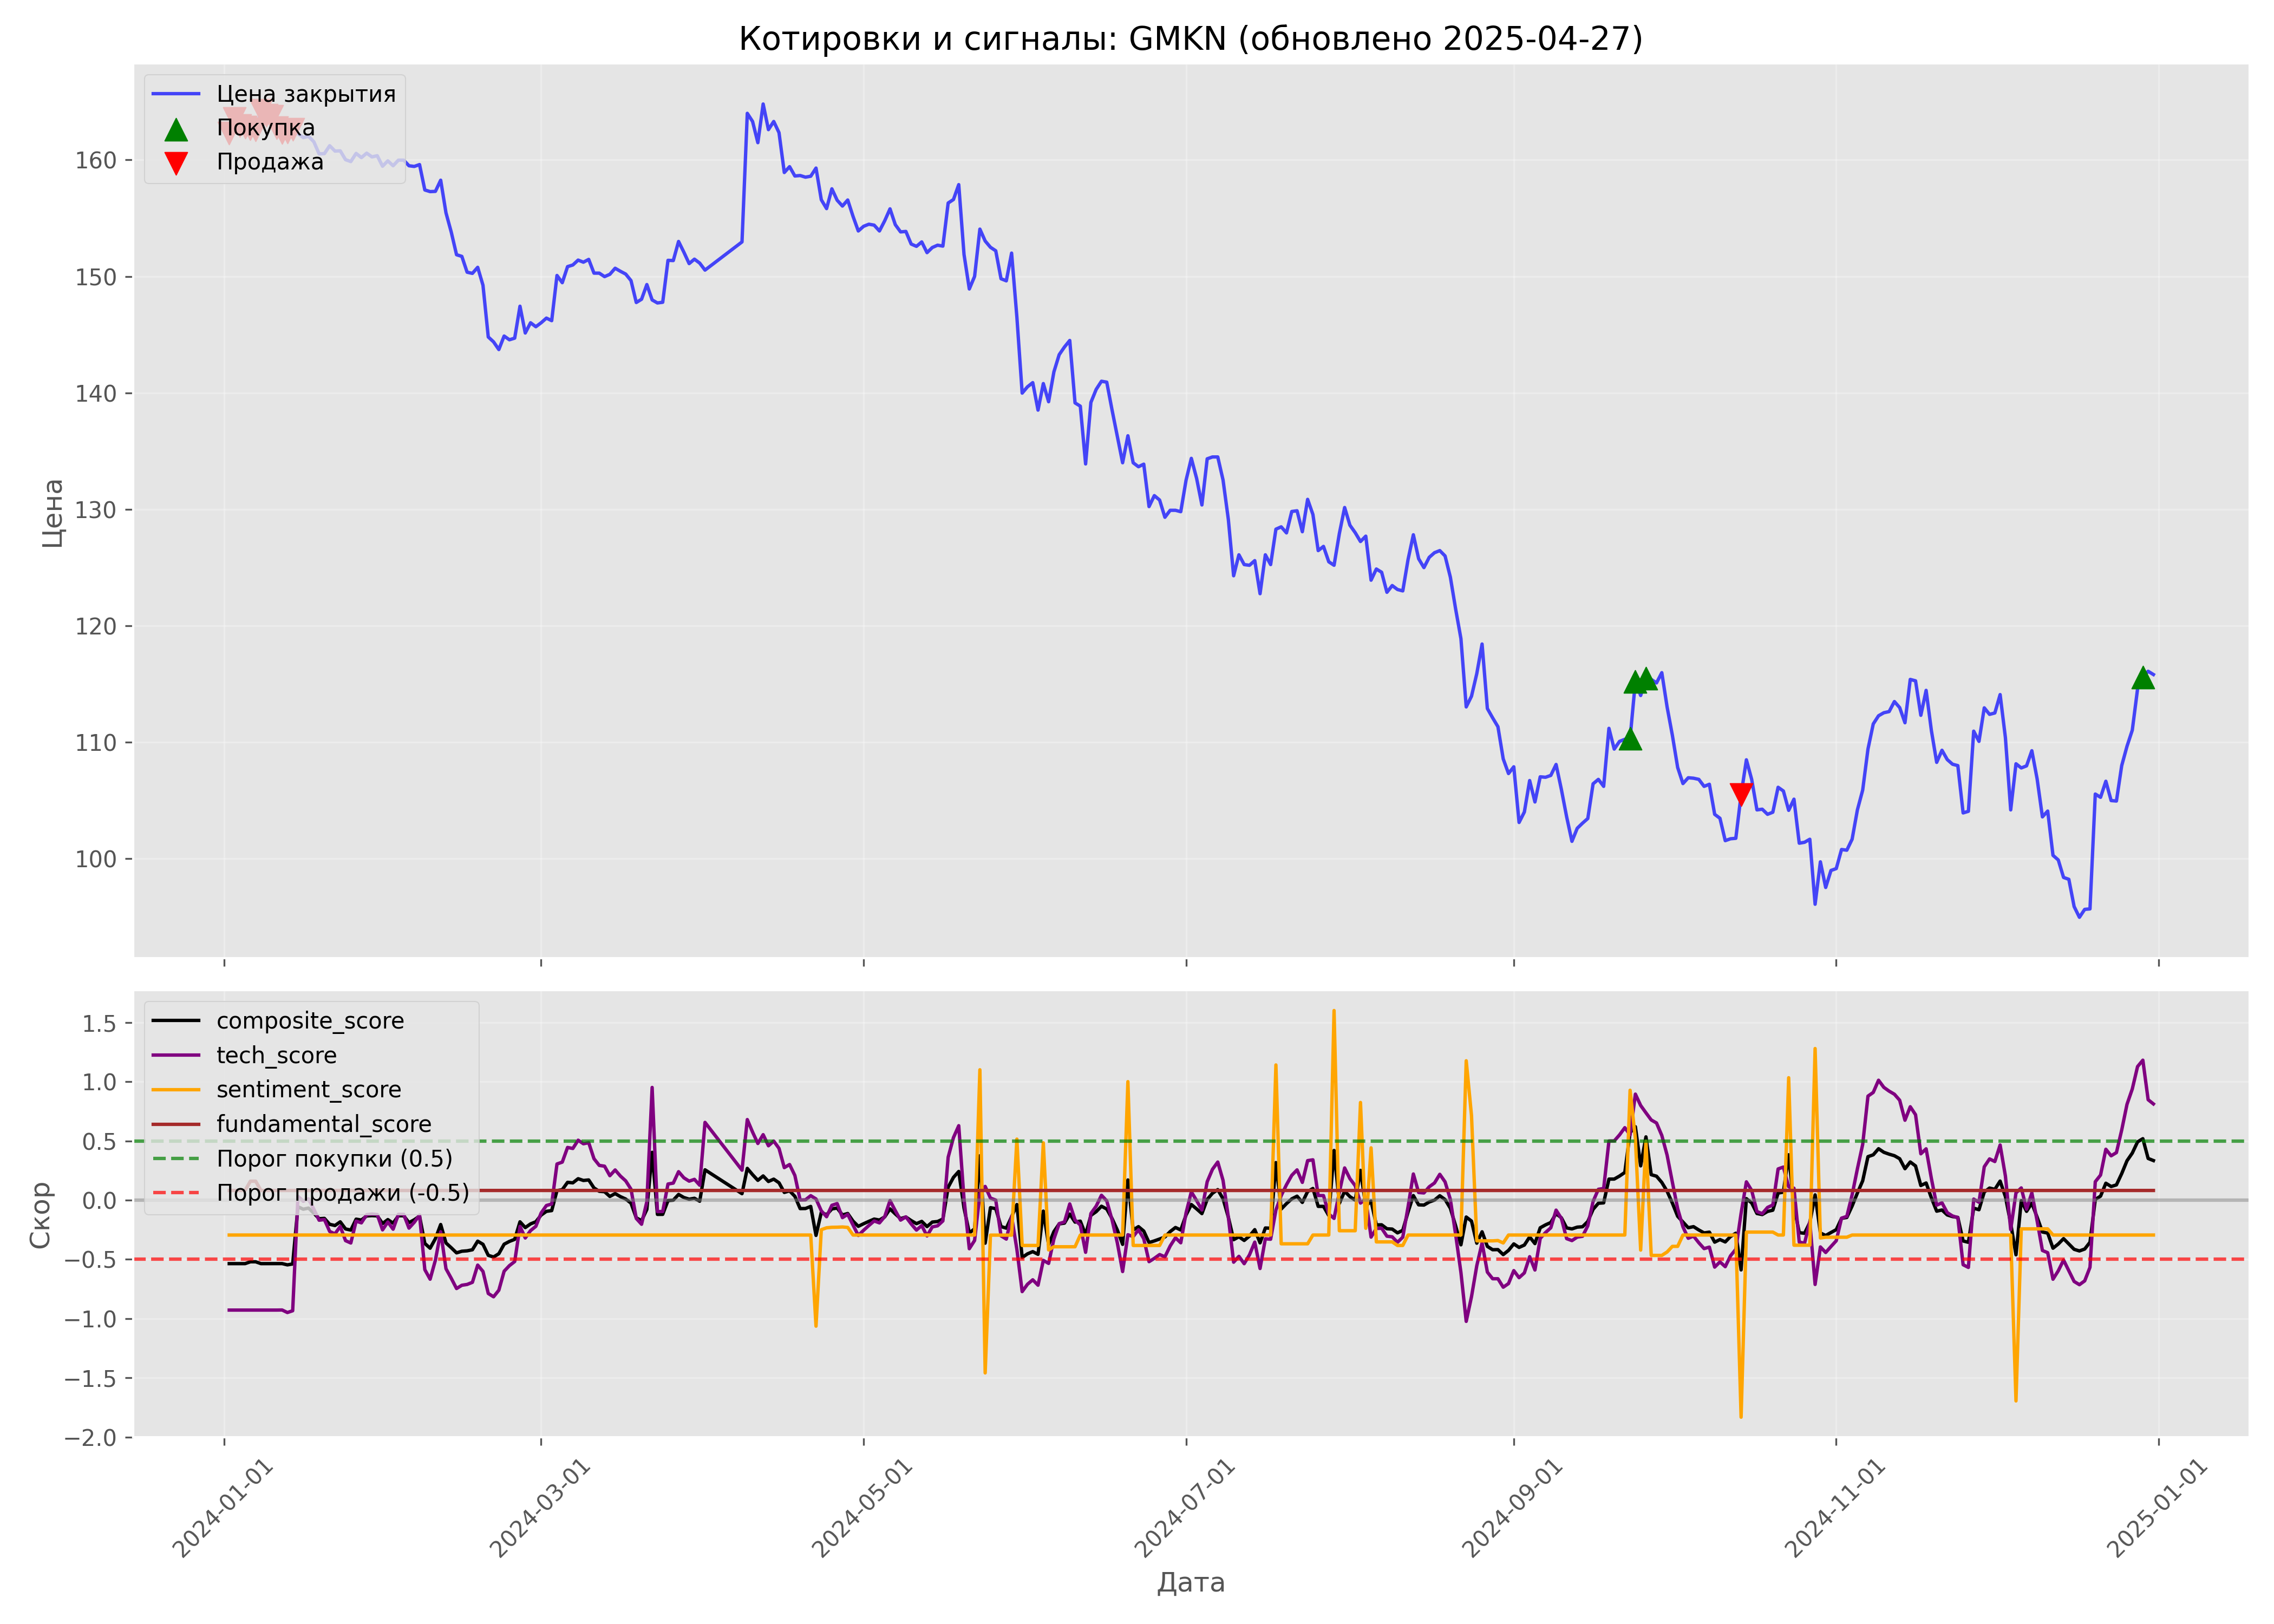 Котировки и сигналы: GMKN (обновлено 2025-04-27)
Цена закрытия
Покупка
Продажа
160
150
140
130
120
110
100
Цена
composite_score
tech_score
sentiment_score
fundamental_score
Порог покупки (0.5)
Порог продажи (-0.5)
1.5
1.0
0.5
0.0
−0.5
−1.0
−1.5
−2.0
Скор
2024-01-01
2024-03-01
2024-05-01
2024-07-01
2024-09-01
2024-11-01
2025-01-01
Дата